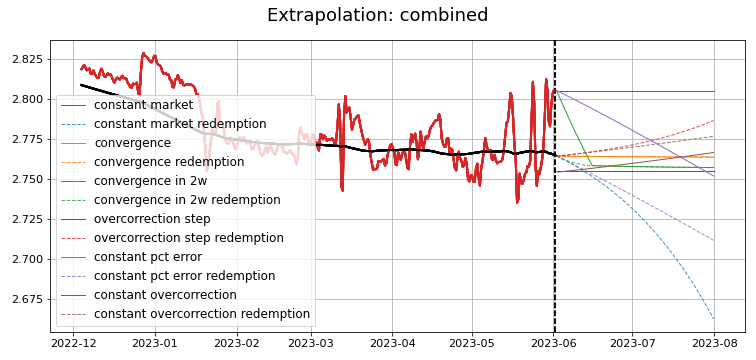 Extrapolation: combined
2.825
2.800
2.775
2.750
2.725
2.700
2.675
constant market
constant market redemption
convergence
convergence redemption
convergence in 2w
convergence in 2w redemption
overcorrection step
overcorrection step redemption
constant pct error
constant pct error redemption
constant overcorrection
constant overcorrection redemption
2022-12 2023-01 2023-02 2023-03 2023-04 2023-05 2023-06 2023-07 2023-08